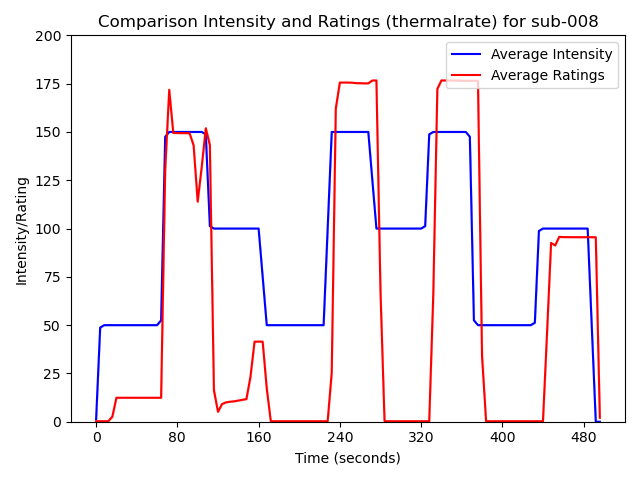 Comparison Intensity and Ratings (thermalrate) for sub-008
200
175
150
125
100
75
50
25
0
Intensity/Rating
Average Intensity
Average Ratings
0 80 160 240 320 400 480
Time (seconds)